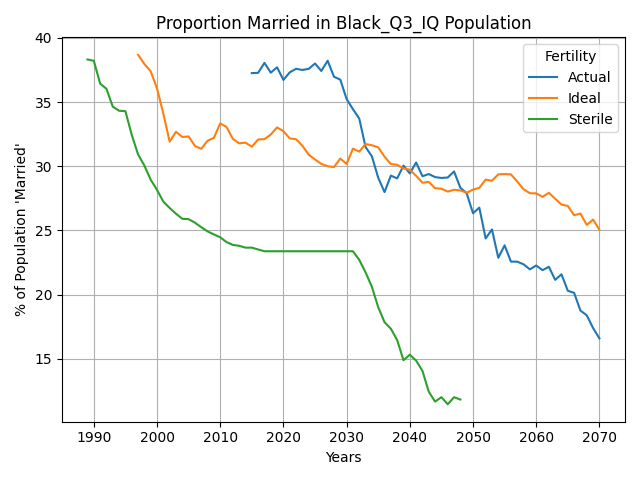 Proportion Married in Black_Q3_IQ Population
% of Population 'Married'
40
35
30
25
20
15
Fertility
Actual
Ideal
Sterile
1990 2000 2010 2020 2030 2040 2050 2060 2070
Years